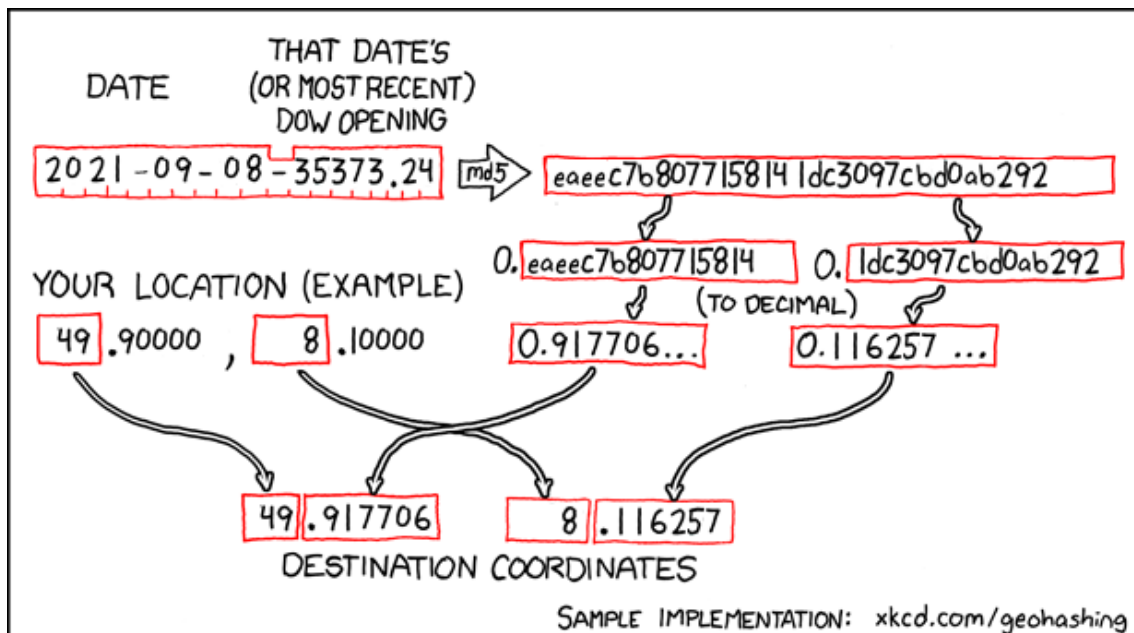 DATE
THAT DATE'S
(OR MOST RECENT)
DOW OPENING
2021-09-08-35373.24
md5
eaeec7b8077158141dc3097cbd0ab292
0.eaeec7b807715814
0.1dc3097cbd0ab292
(TO DECIMAL)
0.917706...
0.116257 ...
YOUR LOCATION (EXAMPLE)
49.90000, 8.10000
49.917706 8.116257
DESTINATION COORDINATES
SAMPLE IMPLEMENTATION: xkcd.com/geohashing